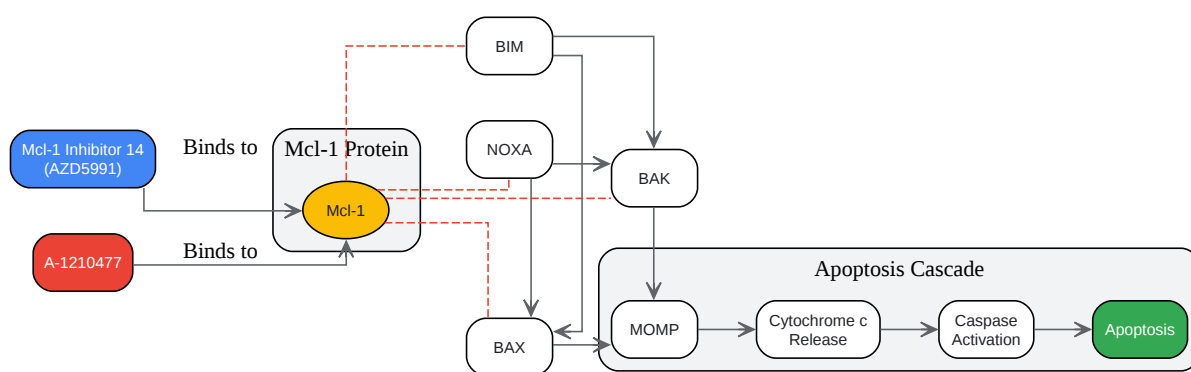 BIM
Mcl-1 Inhibitor 14
(AZD5991)
Binds to
Mcl-1 Protein
NOXA
BAK
Mcl-1
A-1210477
Binds to
Apoptosis Cascade
BAX
MOMP
Cytochrome c
Release
Caspase
Activation
Apoptosis